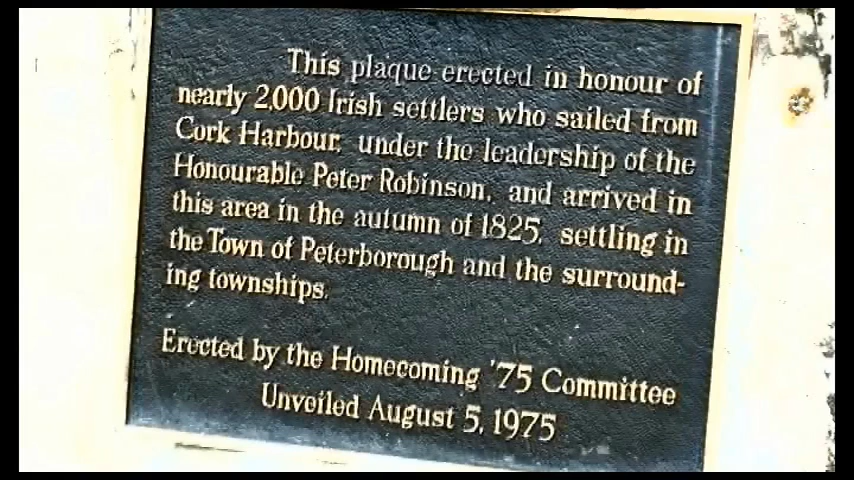 This plaque erected in honour of
nearly 2,000 Irish settlers who sailed from
Cork Harbour, under the leadership of the
Honourable Peter Robinson, and arrived in
this area in the autumn of 1825, settling in
the Town of Peterborough and the surround-
ing townships.
Erected by the Homecoming '75 Committee
Unveiled August 5, 1975